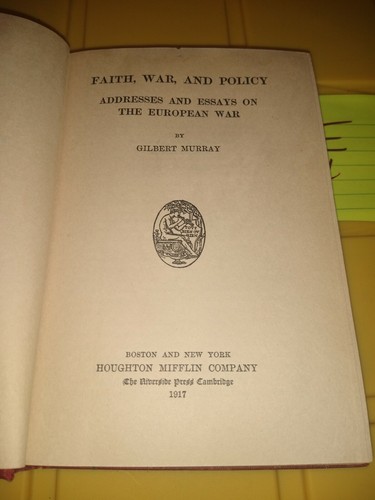 FAITH, WAR, AND POLICY
ADDRESSES AND ESSAYS ON
THE EUROPEAN WAR
BY
GILBERT MURRAY
BOSTON AND NEW YORK
HOUGHTON MIFFLIN COMPANY
The Riverside Press Cambridge
1917